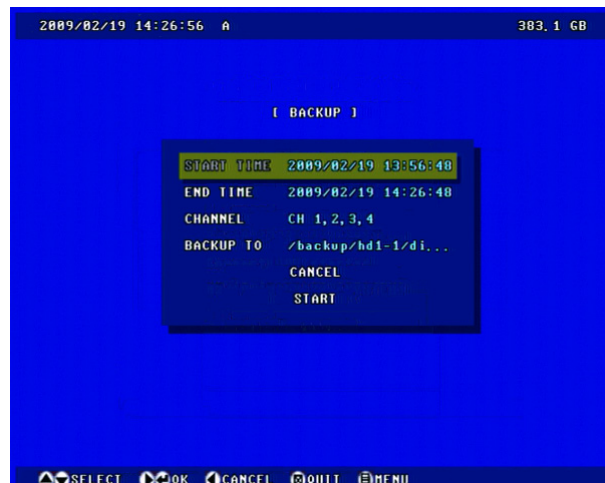 2009/02/19 14:26:56 A 383.1 GB
[ BACKUP ]
START TIME 2009/02/19 13:56:48
END TIME 2009/02/19 14:26:48
CHANNEL CH 1,2,3,4
BACKUP TO /backup/hd1-1/di...
CANCEL
START
SELECT OK CANCEL QUIT MENU